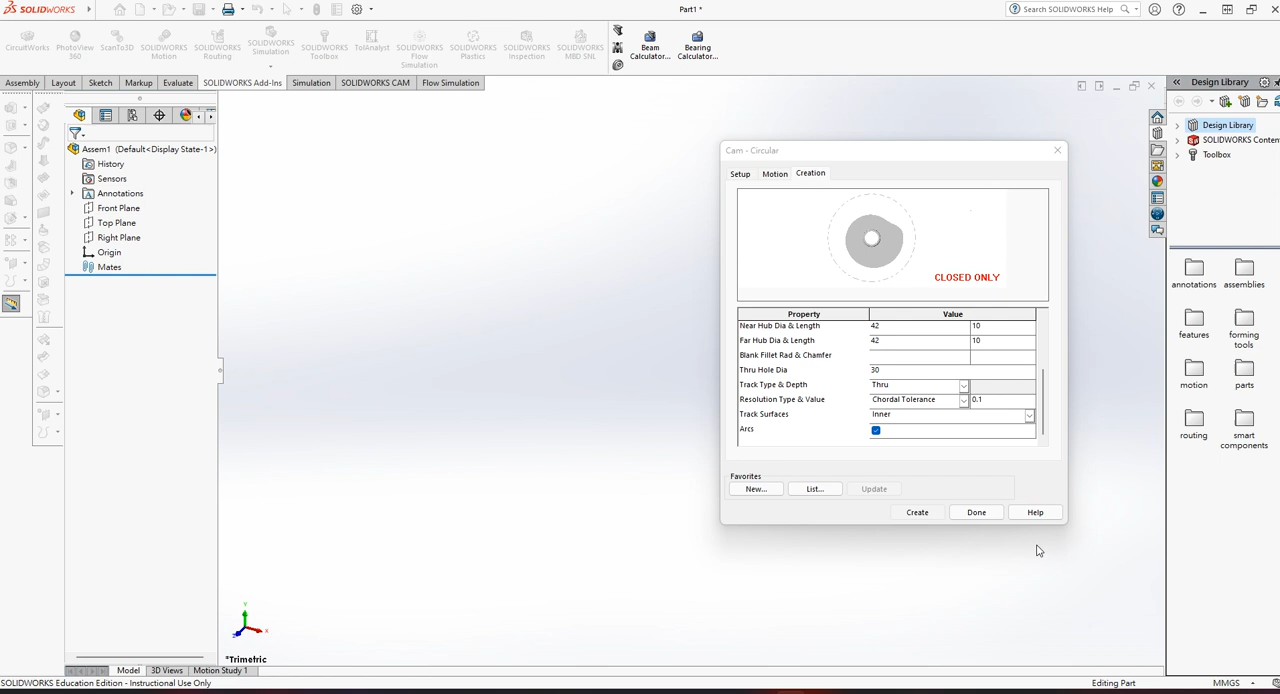 SOLIDWORKS
Part1 *
Search SOLIDWORKS Help
CircuitWorks
PhotoView 360
ScanTo3D
SOLIDWORKS Motion
SOLIDWORKS Routing
SOLIDWORKS Simulation
SOLIDWORKS Toolbox
TolAnalyst
SOLIDWORKS Flow Simulation
SOLIDWORKS Plastics
SOLIDWORKS Inspection
SOLIDWORKS MBD SNL
Beam Calculator...
Bearing Calculator...
Assembly Layout Sketch Markup Evaluate SOLIDWORKS Add-Ins Simulation SOLIDWORKS CAM Flow Simulation
Assem1 (Default<Display State-1>)
History
Sensors
Annotations
Front Plane
Top Plane
Right Plane
Origin
Mates
Cam - Circular
Setup Motion Creation
CLOSED ONLY
Property Value
Near Hub Dia & Length 42 10
Far Hub Dia & Length 42 10
Blank Fillet Rad & Chamfer
Thru Hole Dia 30
Track Type & Depth Thru
Resolution Type & Value Chordal Tolerance 0.1
Track Surfaces Inner
Arcs
Favorites
New... List... Update
Create Done Help
Design Library
Design Library
SOLIDWORKS Conten
Toolbox
annotations assemblies
features forming tools
motion parts
routing smart components
Y
X
Z
*Trimetric
Model 3D Views Motion Study 1
SOLIDWORKS Education Edition - Instructional Use Only
Editing Part
MMGS